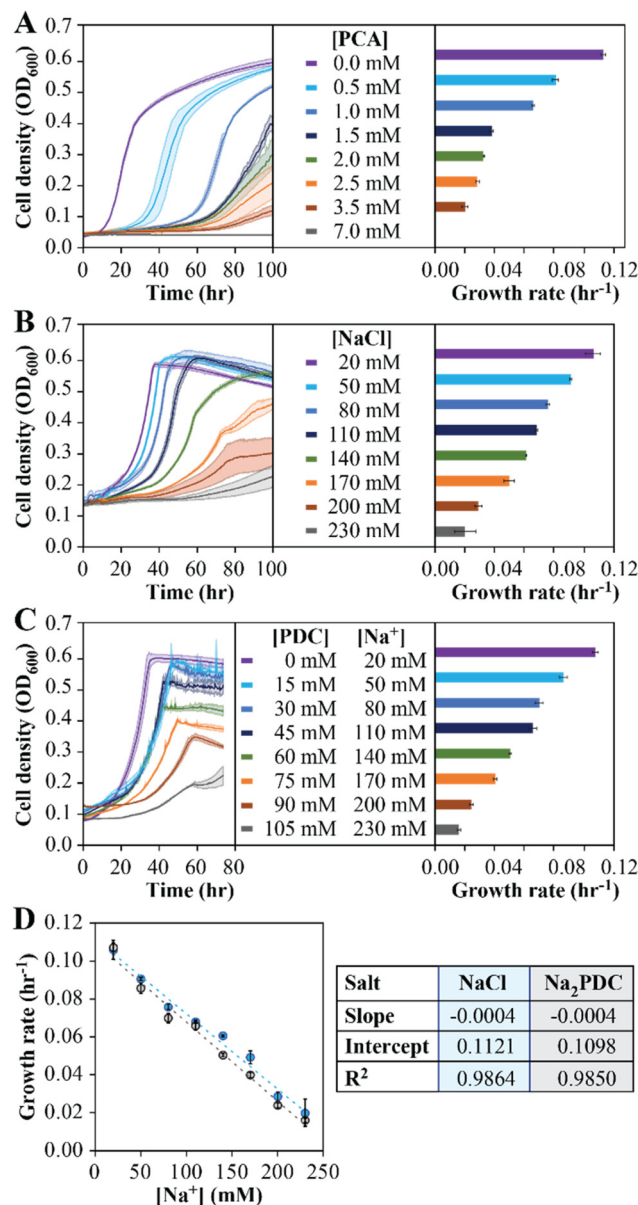 A
Cell density (OD600)
0.7
0.6
0.5
0.4
0.3
0.2
0.1
0.0
0 20 40 60 80 100
Time (hr)
[PCA]
0.0 mM
0.5 mM
1.0 mM
1.5 mM
2.0 mM
2.5 mM
3.5 mM
7.0 mM
0.00 0.04 0.08 0.12
Growth rate (hr-1)
B
Cell density (OD600)
0.7
0.6
0.5
0.4
0.3
0.2
0.1
0.0
0 20 40 60 80 100
Time (hr)
[NaCl]
20 mM
50 mM
80 mM
110 mM
140 mM
170 mM
200 mM
230 mM
0.00 0.04 0.08 0.12
Growth rate (hr-1)
C
Cell density (OD600)
0.7
0.6
0.5
0.4
0.3
0.2
0.1
0.0
0 20 40 60 80
Time (hr)
[PDC] [Na+]
0 mM 20 mM
15 mM 50 mM
30 mM 80 mM
45 mM 110 mM
60 mM 140 mM
75 mM 170 mM
90 mM 200 mM
105 mM 230 mM
0.00 0.04 0.08 0.12
Growth rate (hr-1)
D
Growth rate (hr-1)
0.12
0.10
0.08
0.06
0.04
0.02
0.00
0 50 100 150 200 250
[Na+] (mM)
Salt NaCl Na2PDC
Slope -0.0004 -0.0004
Intercept 0.1121 0.1098
R2 0.9864 0.9850